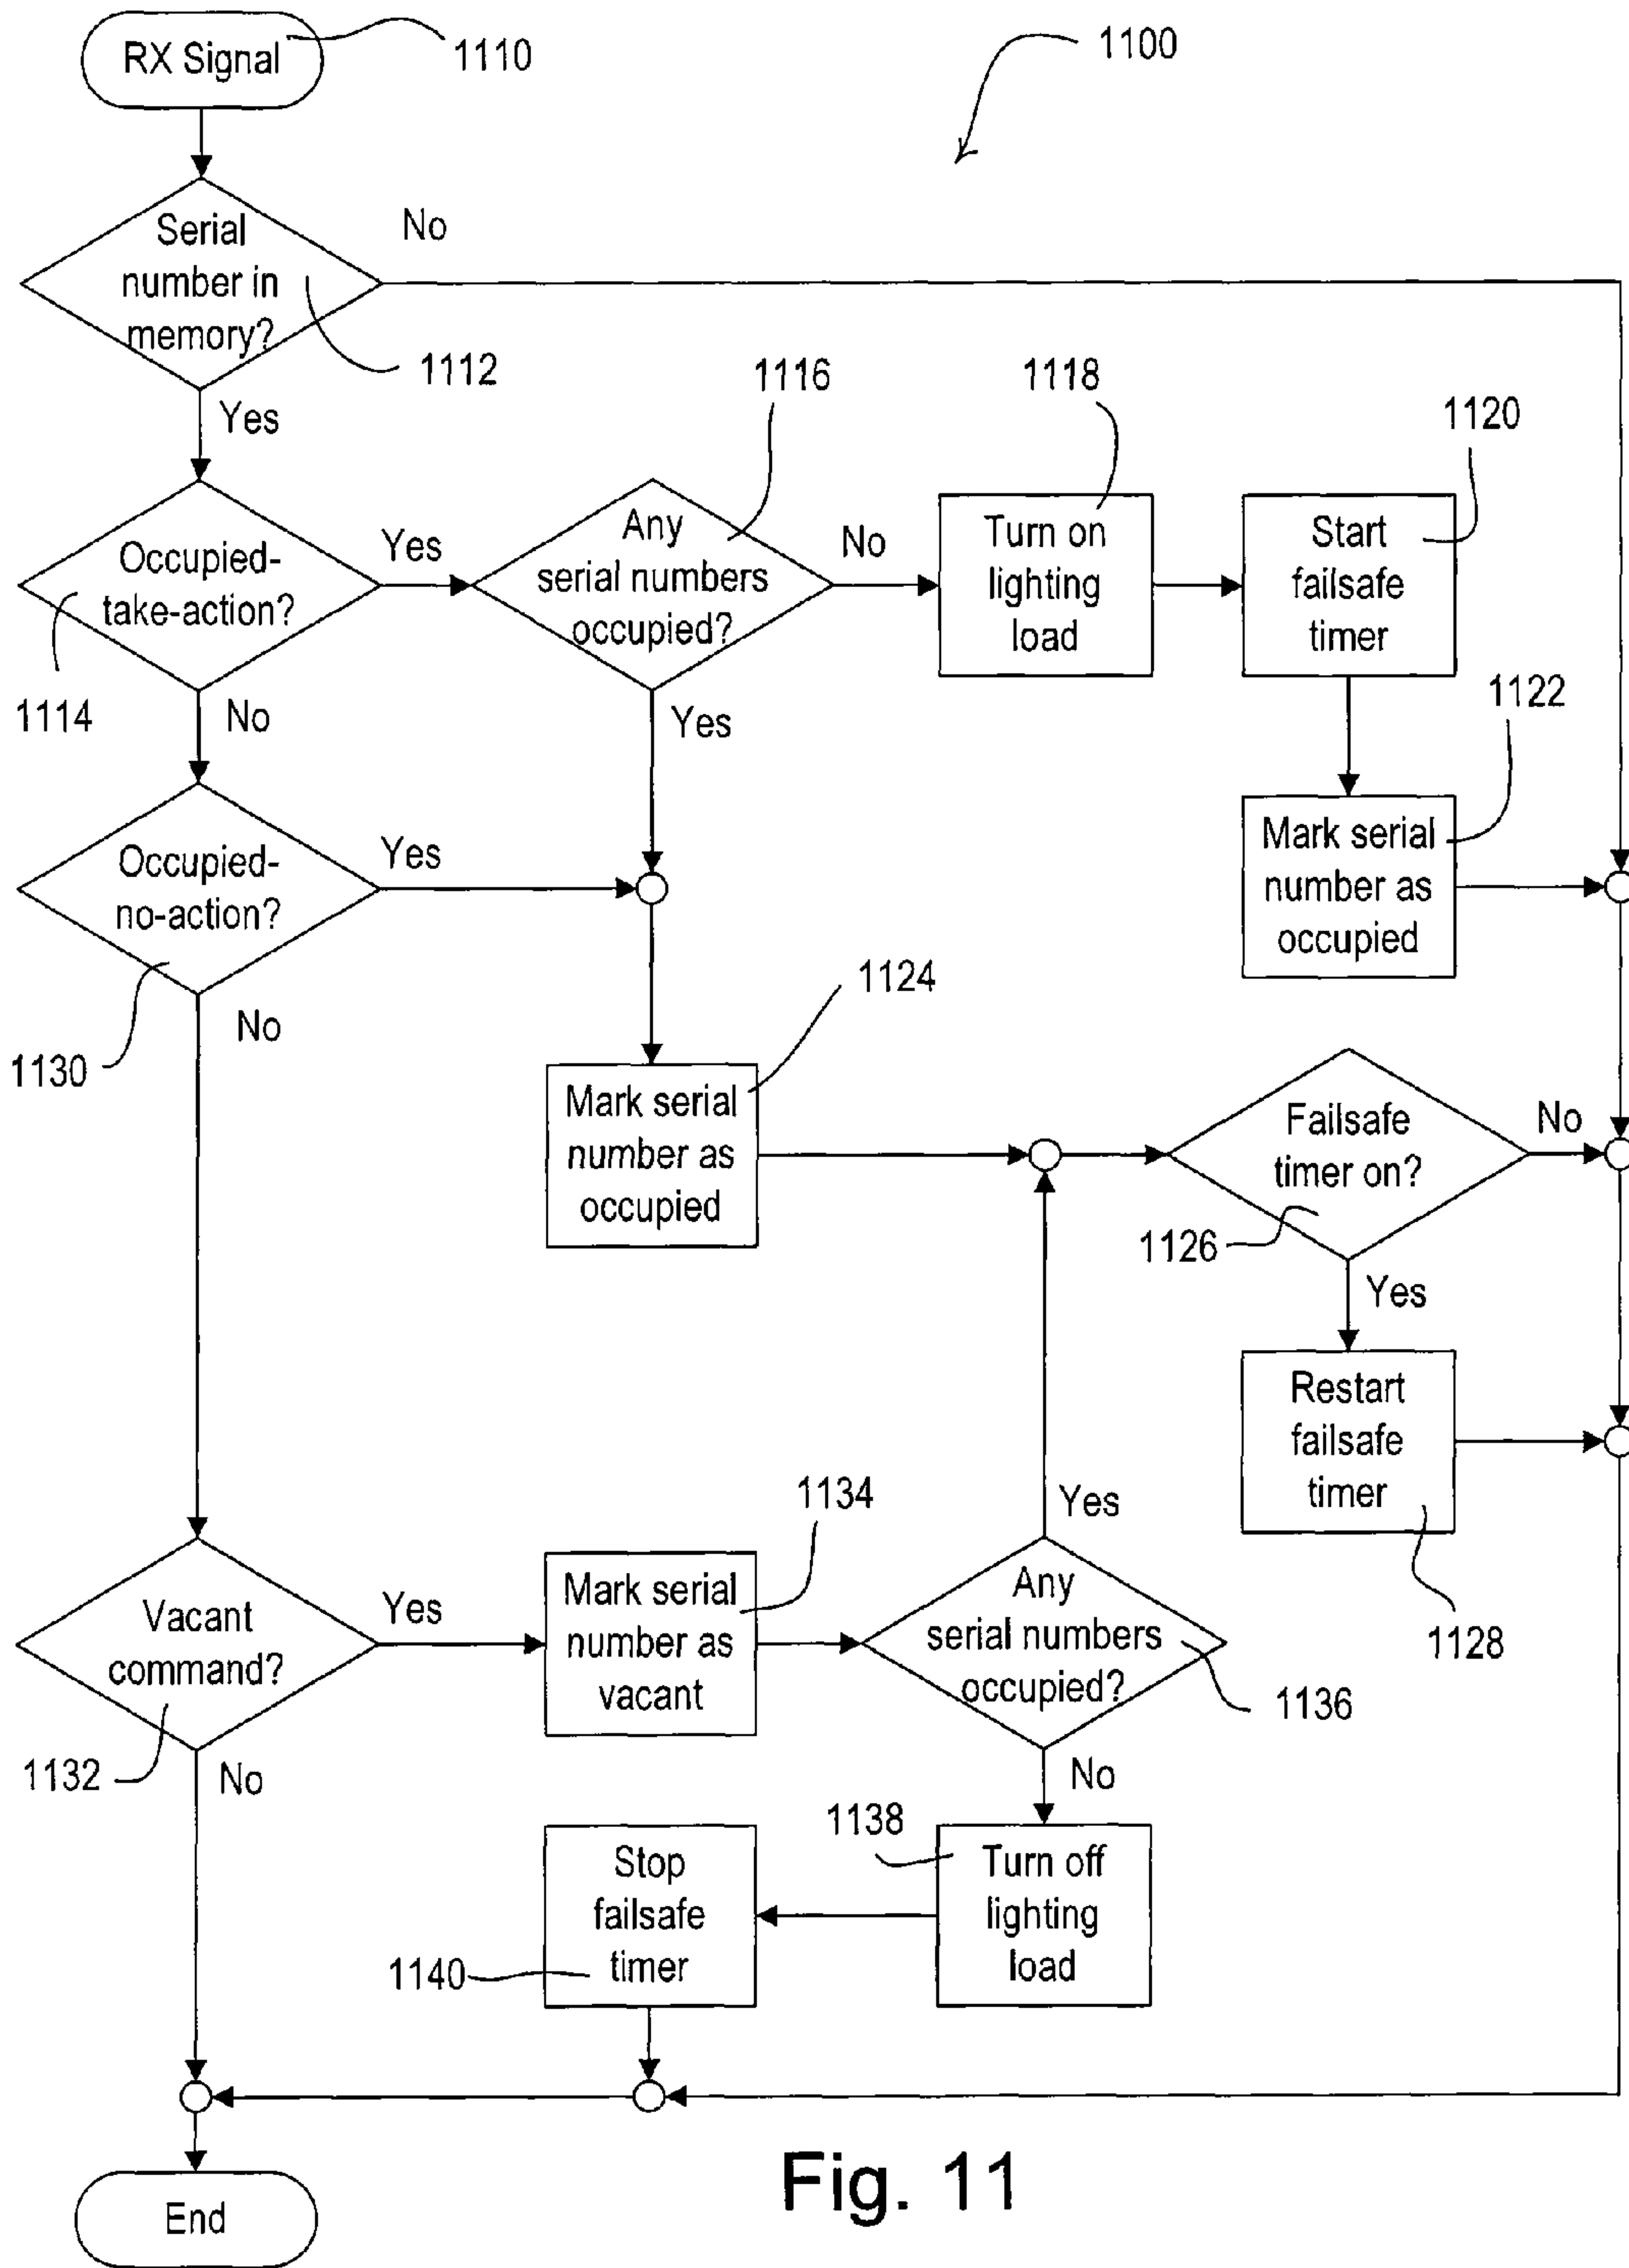 RX Signal
1110
1100
Serial
number in
memory?
No
1112
Yes
1116
1118
1120
Occupied-
take-action?
Yes
Any
serial numbers
occupied?
No
Turn on
lighting
load
Start
failsafe
timer
1114
No
Yes
1122
Mark serial
number as
occupied
Occupied-
no-action?
Yes
1130
No
1124
Mark serial
number as
occupied
Failsafe
timer on?
No
1126
Yes
Restart
failsafe
timer
1128
Vacant
command?
Yes
1134
Mark serial
number as
vacant
Yes
Any
serial numbers
occupied?
1136
1132
No
No
1138
Turn off
lighting
load
Stop
failsafe
timer
1140
End
Fig. 11